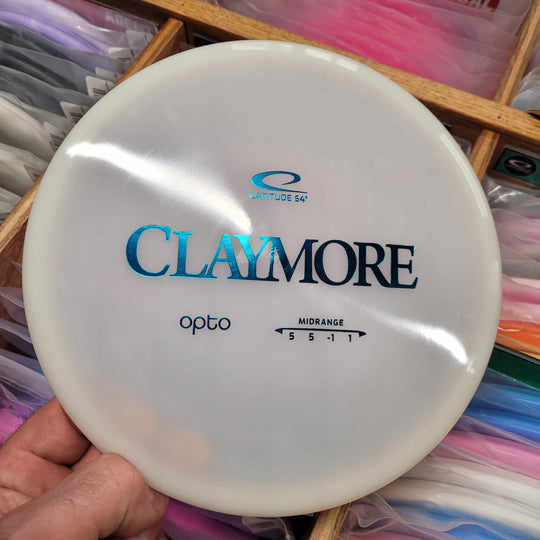 LATITUDE 64°
CLAYMORE
opto
MIDRANGE
5 5 -1 1